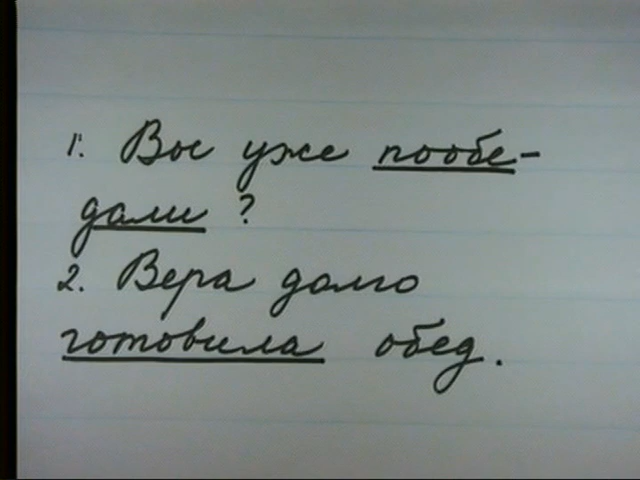 1. Вы уже пообе-
дали ?
2. Вера долго
готовила обед.